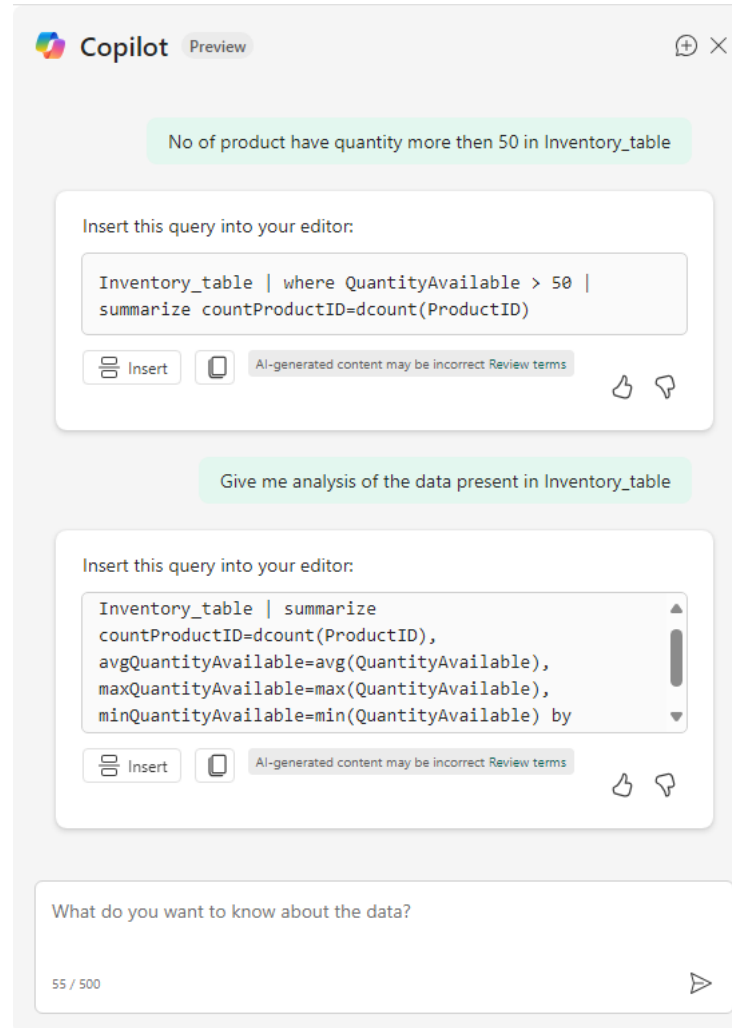 Copilot Preview
No of product have quantity more then 50 in Inventory_table
Insert this query into your editor:
Inventory_table | where QuantityAvailable > 50 |
summarize countProductID=dcount(ProductID)
Insert
AI-generated content may be incorrect Review terms
Give me analysis of the data present in Inventory_table
Insert this query into your editor:
Inventory_table | summarize
countProductID=dcount(ProductID),
avgQuantityAvailable=avg(QuantityAvailable),
maxQuantityAvailable=max(QuantityAvailable),
minQuantityAvailable=min(QuantityAvailable) by
Insert
AI-generated content may be incorrect Review terms
What do you want to know about the data?
55 / 500